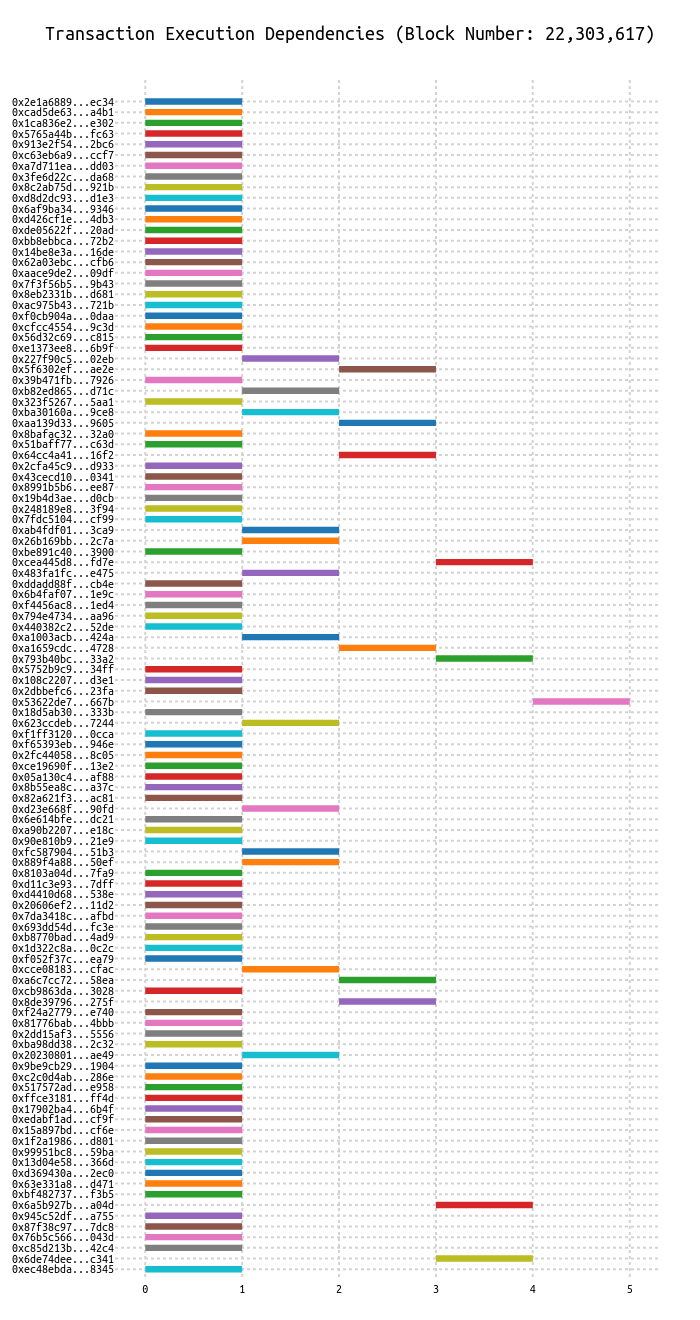 Transaction Execution Dependencies (Block Number: 22,303,617)
0x2e1a6889...ec34
0xcad5de63...a4b1
0x1ca836e2...e302
0x5765a44b...fc63
0x913e2f54...2bc6
0xc63eb6a9...ccf7
0xa7d711ea...dd03
0x3fe6d22c...da68
0x8c2ab75d...921b
0xd8d2dc93...d1e3
0x6af9ba34...9346
0xd426cf1e...4db3
0xde05622f...20ad
0xbb8ebbca...72b2
0x14be8e3a...16de
0x62a03ebc...cfb6
0xaace9de2...09df
0x7f3f56b5...9b43
0x8eb2331b...d681
0xac975b43...721b
0xf0cb904a...0daa
0xcfcc4554...9c3d
0x56d32c69...c815
0xe1373ee8...6b9f
0x227f90c5...02eb
0x5f6302ef...ae2e
0x39b471fb...7926
0xb82ed865...d71c
0x323f5267...5aa1
0xba30160a...9ce8
0xaa139d33...9605
0x8bafac32...32a0
0x51baff77...c63d
0x64cc4a41...16f2
0x2cfa45c9...d933
0x43cecd10...0341
0x8991b5b6...ee87
0x19b4d3ae...d0cb
0x248189e8...3f94
0x7fdc5104...cf99
0xab4fdf01...3ca9
0x26b169bb...2c7a
0xbe891c40...3900
0xcea445d8...fd7e
0x483fa1fc...e475
0xddadd88f...cb4e
0x6b4faf07...1e9c
0xf4456ac8...1ed4
0x794e4734...aa96
0x440382c2...52de
0xa1003acb...424a
0xa1659cdc...4728
0x793b40bc...33a2
0x5752b9c9...34ff
0x108c2207...d3e1
0x2dbbefc6...23fa
0x53622de7...667b
0x18d5ab30...333b
0x623ccdeb...7244
0xf1ff3120...0cca
0xf65393eb...946e
0x2fc44058...8c05
0xce19690f...13e2
0x05a130c4...af88
0x8b55ea8c...a37c
0x82a621f3...ac81
0xd23e668f...90fd
0x6e614bfe...dc21
0xa90b2207...e18c
0x90e810b9...21e9
0xfc587904...51b3
0x889f4a88...50ef
0x8103a04d...7fa9
0xd11c3e93...7dff
0xd4410d68...538e
0x20606ef2...11d2
0x7da3418c...afbd
0x693dd54d...fc3e
0xb8770bad...4ad9
0x1d322c8a...0c2c
0xf052f37c...ea79
0xcce08183...cfac
0xa6c7cc72...58ea
0xcb9863da...3028
0x8de39796...275f
0xf24a2779...e740
0x81776bab...4bbb
0x2dd15af3...5556
0xba98dd38...2c32
0x20230801...ae49
0x9be9cb29...1904
0xc2c0d4ab...286e
0x517572ad...e958
0xffce3181...ff4d
0x17902ba4...6b4f
0xedabf1ad...cf9f
0x15a897bd...cf6e
0x1f2a1986...d801
0x99951bc8...59ba
0x13d04e58...366d
0xd369430a...2ec0
0x63e331a8...d471
0xbf482737...f3b5
0x6a5b927b...a04d
0x945c52df...a755
0x87f38c97...7dc8
0x76b5c566...043d
0xc85d213b...42c4
0x6de74dee...c341
0xec48ebda...8345
0 1 2 3 4 5